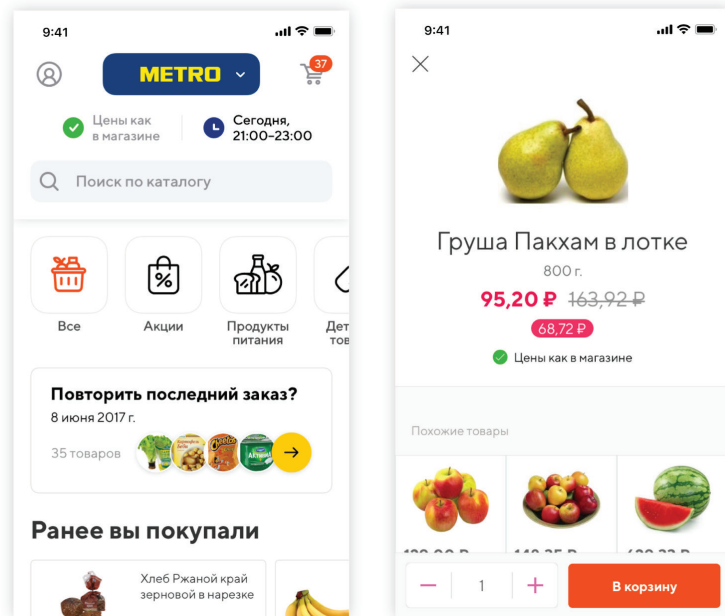 9:41
METRO
37
Цены как
в магазине
Сегодня,
21:00–23:00
Поиск по каталогу
Все
Акции
Продукты
питания
Повторить последний заказ?
8 июня 2017 г.
35 товаров
Ранее вы покупали
Хлеб Ржаной край
зерновой в нарезке
9:41
Груша Пакхам в лотке
800 г.
95,20 ₽ 163,92 ₽
68,72 ₽
Цены как в магазине
Похожие товары
1
В корзину